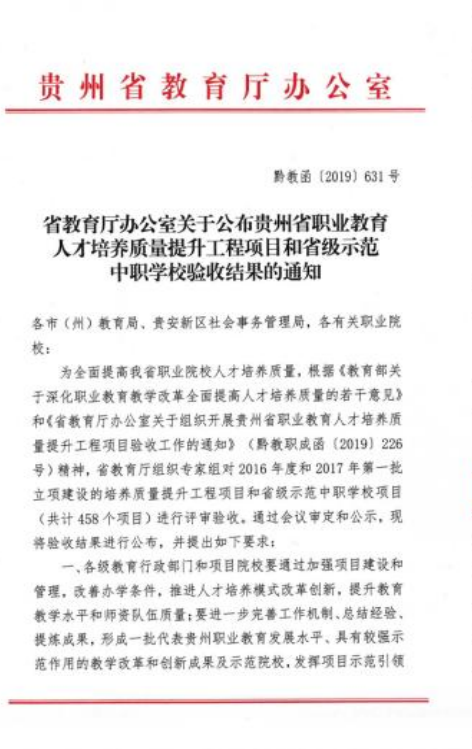 贵州省教育厅办公室
黔教函〔2019〕631号
省教育厅办公室关于公布贵州省职业教育
人才培养质量提升工程项目和省级示范
中职学校验收结果的通知
各市（州）教育局、贵安新区社会事务管理局，各有关职业院
校：
为全面提高我省职业院校人才培养质量，根据《教育部关
于深化职业教育教学改革全面提高人才培养质量的若干意见》
和《省教育厅办公室关于组织开展贵州省职业教育人才培养质
量提升工程项目验收工作的通知》（黔教职成函〔2019〕226
号）精神，省教育厅组织专家组对2016年度和2017年第一批
立项建设的培养质量提升工程项目和省级示范中职学校项目
（共计458个项目）进行评审验收。通过会议审定和公示，现
将验收结果进行公布，并提出如下要求：
一、各级教育行政部门和项目院校要通过加强项目建设和
管理，改善办学条件，推进人才培养模式改革创新，提升教育
教学水平和师资队伍质量；要进一步完善工作机制、总结经验、
提炼成果，形成一批代表贵州职业教育发展水平、具有较强示
范作用的教学改革和创新成果及示范院校，发挥项目示范引领